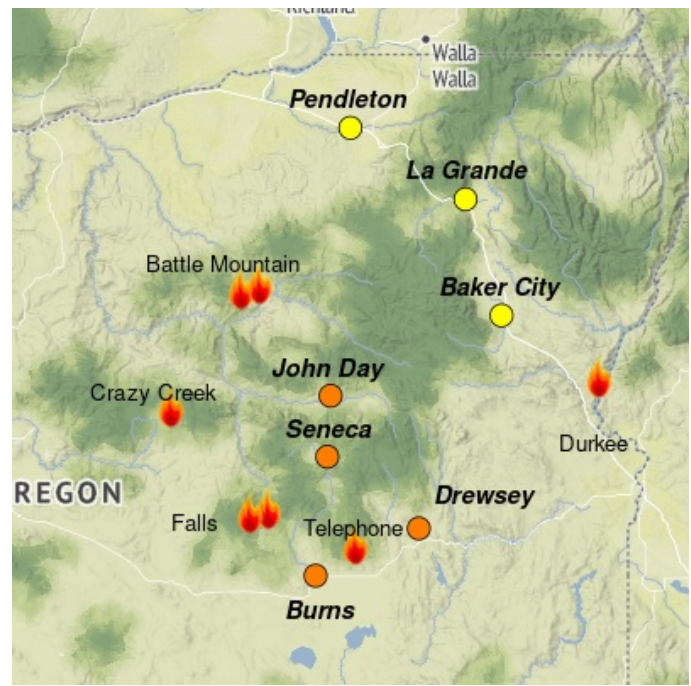 Richland
Walla
Walla
Pendleton
La Grande
Battle Mountain
Baker City
John Day
Crazy Creek
Seneca
Durkee
REGON
Drewsey
Falls
Telephone
Burns